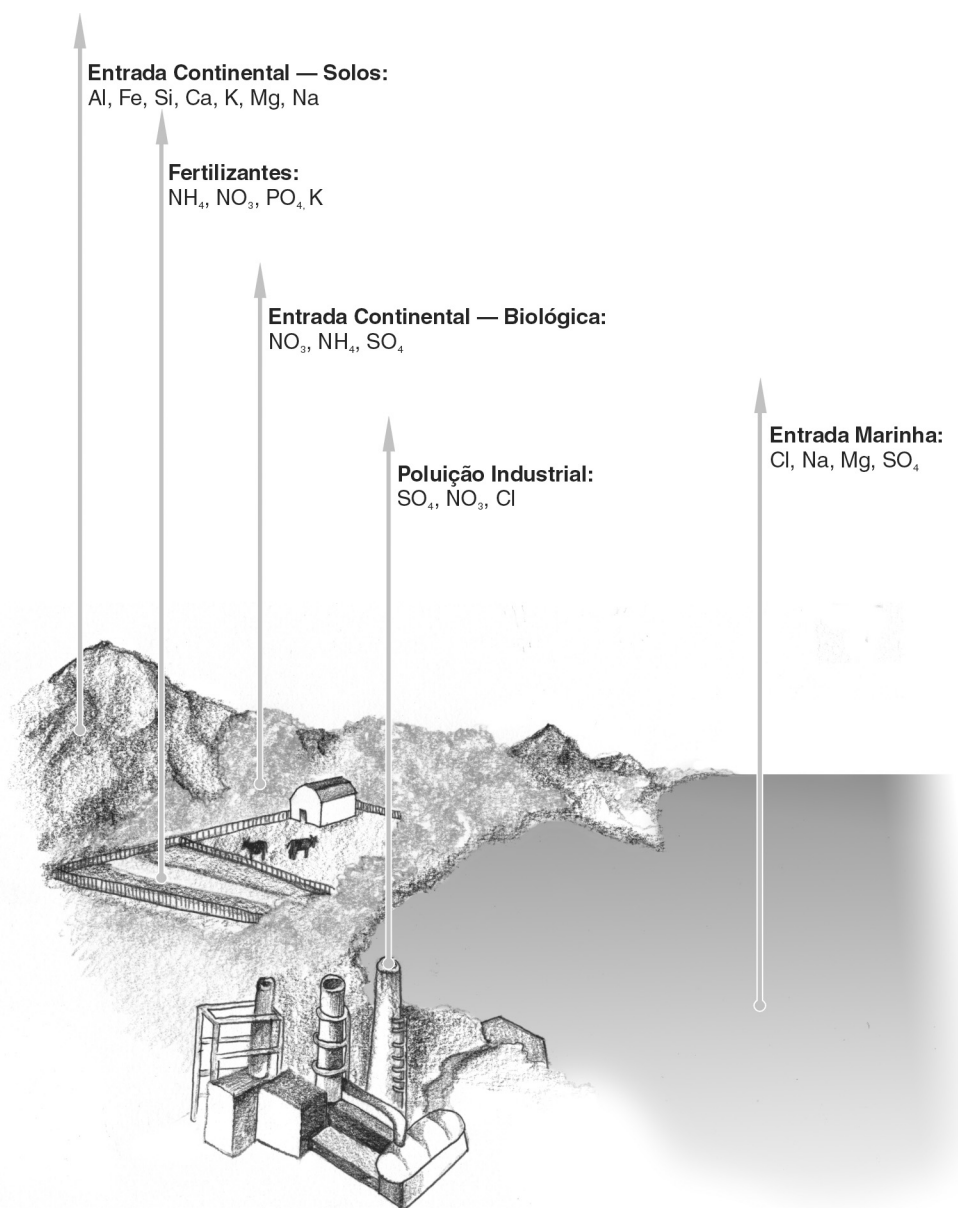 Entrada Continental — Solos:
Al, Fe, Si, Ca, K, Mg, Na
Fertilizantes:
NH₄, NO₃, PO₄, K
Entrada Continental — Biológica:
NO₃, NH₄, SO₄
Entrada Marinha:
Cl, Na, Mg, SO₄
Poluição Industrial:
SO₄, NO₃, Cl